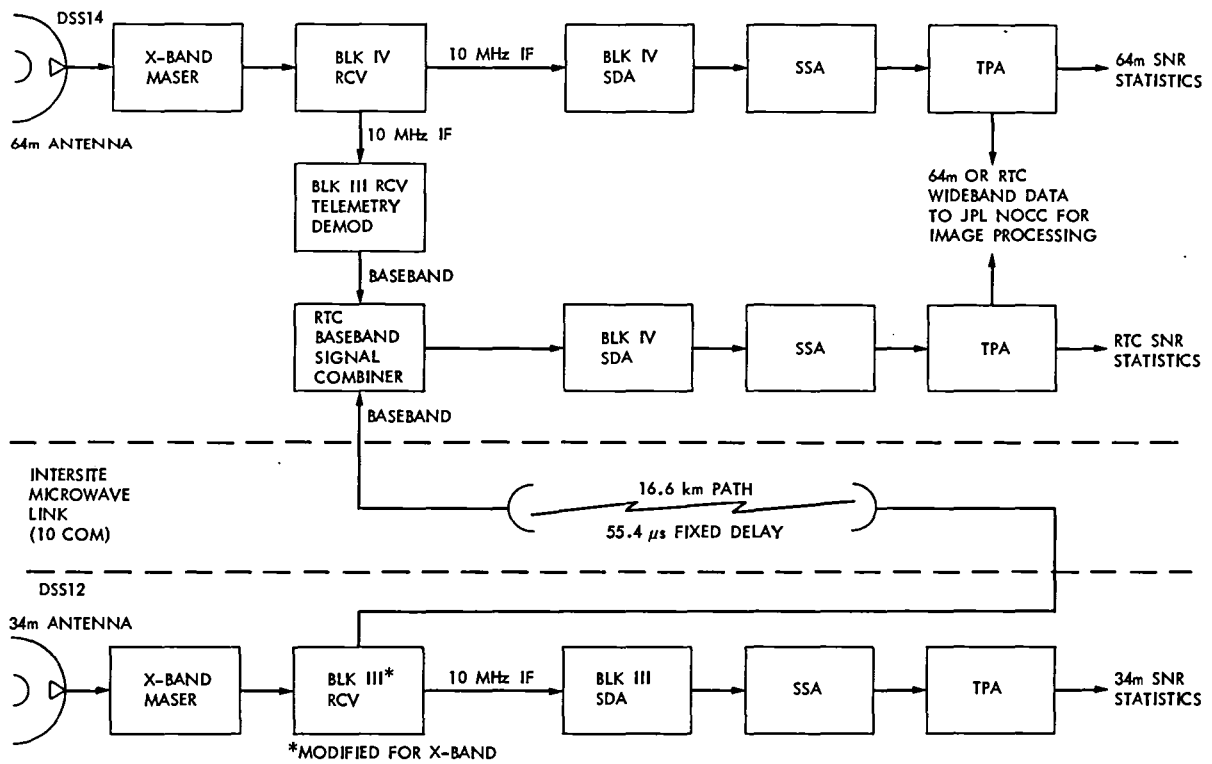 DSS14
X-BAND
MASER
BLK IV
RCV
10 MHz IF
BLK IV
SDA
SSA
TPA
64m SNR
STATISTICS
64m ANTENNA
10 MHz IF
BLK III RCV
TELEMETRY
DEMOD
64m OR RTC
WIDEBAND DATA
TO JPL NOCC FOR
IMAGE PROCESSING
BASEBAND
RTC
BASEBAND
SIGNAL
COMBINER
BLK IV
SDA
SSA
TPA
RTC SNR
STATISTICS
BASEBAND
INTERSITE
MICROWAVE
LINK
(10 COM)
16.6 km PATH
55.4 μs FIXED DELAY
DSS12
34m ANTENNA
X-BAND
MASER
BLK III*
RCV
10 MHz IF
BLK III
SDA
SSA
TPA
34m SNR
STATISTICS
*MODIFIED FOR X-BAND